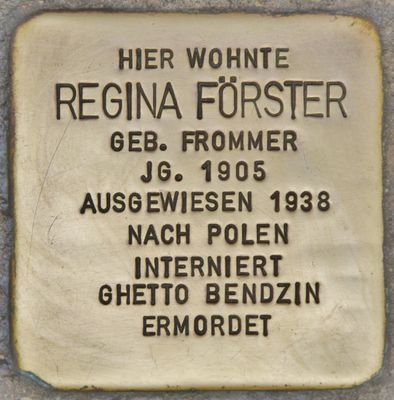 HIER WOHNTE
REGINA FÖRSTER
GEB. FROMMER
JG. 1905
AUSGEWIESEN 1938
NACH POLEN
INTERNIERT
GHETTO BENDZIN
ERMORDET